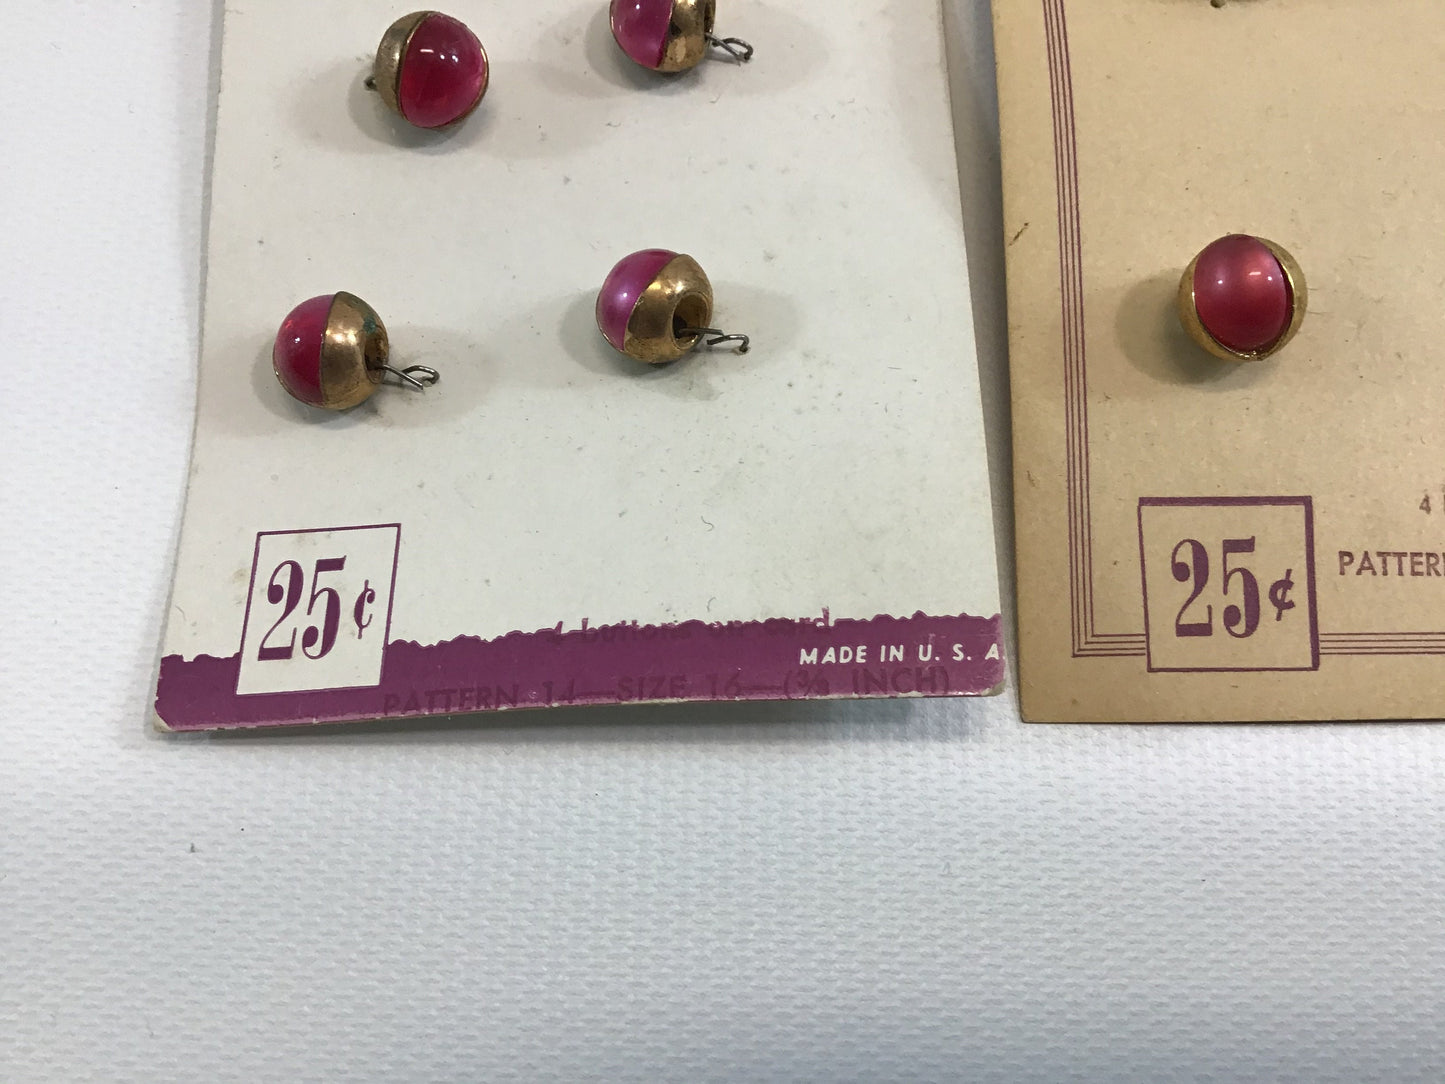 25¢
4 buttons on card
MADE IN U. S. A.
PATTERN 14—SIZE 16—(3/8 INCH)
4
PATTER
25¢